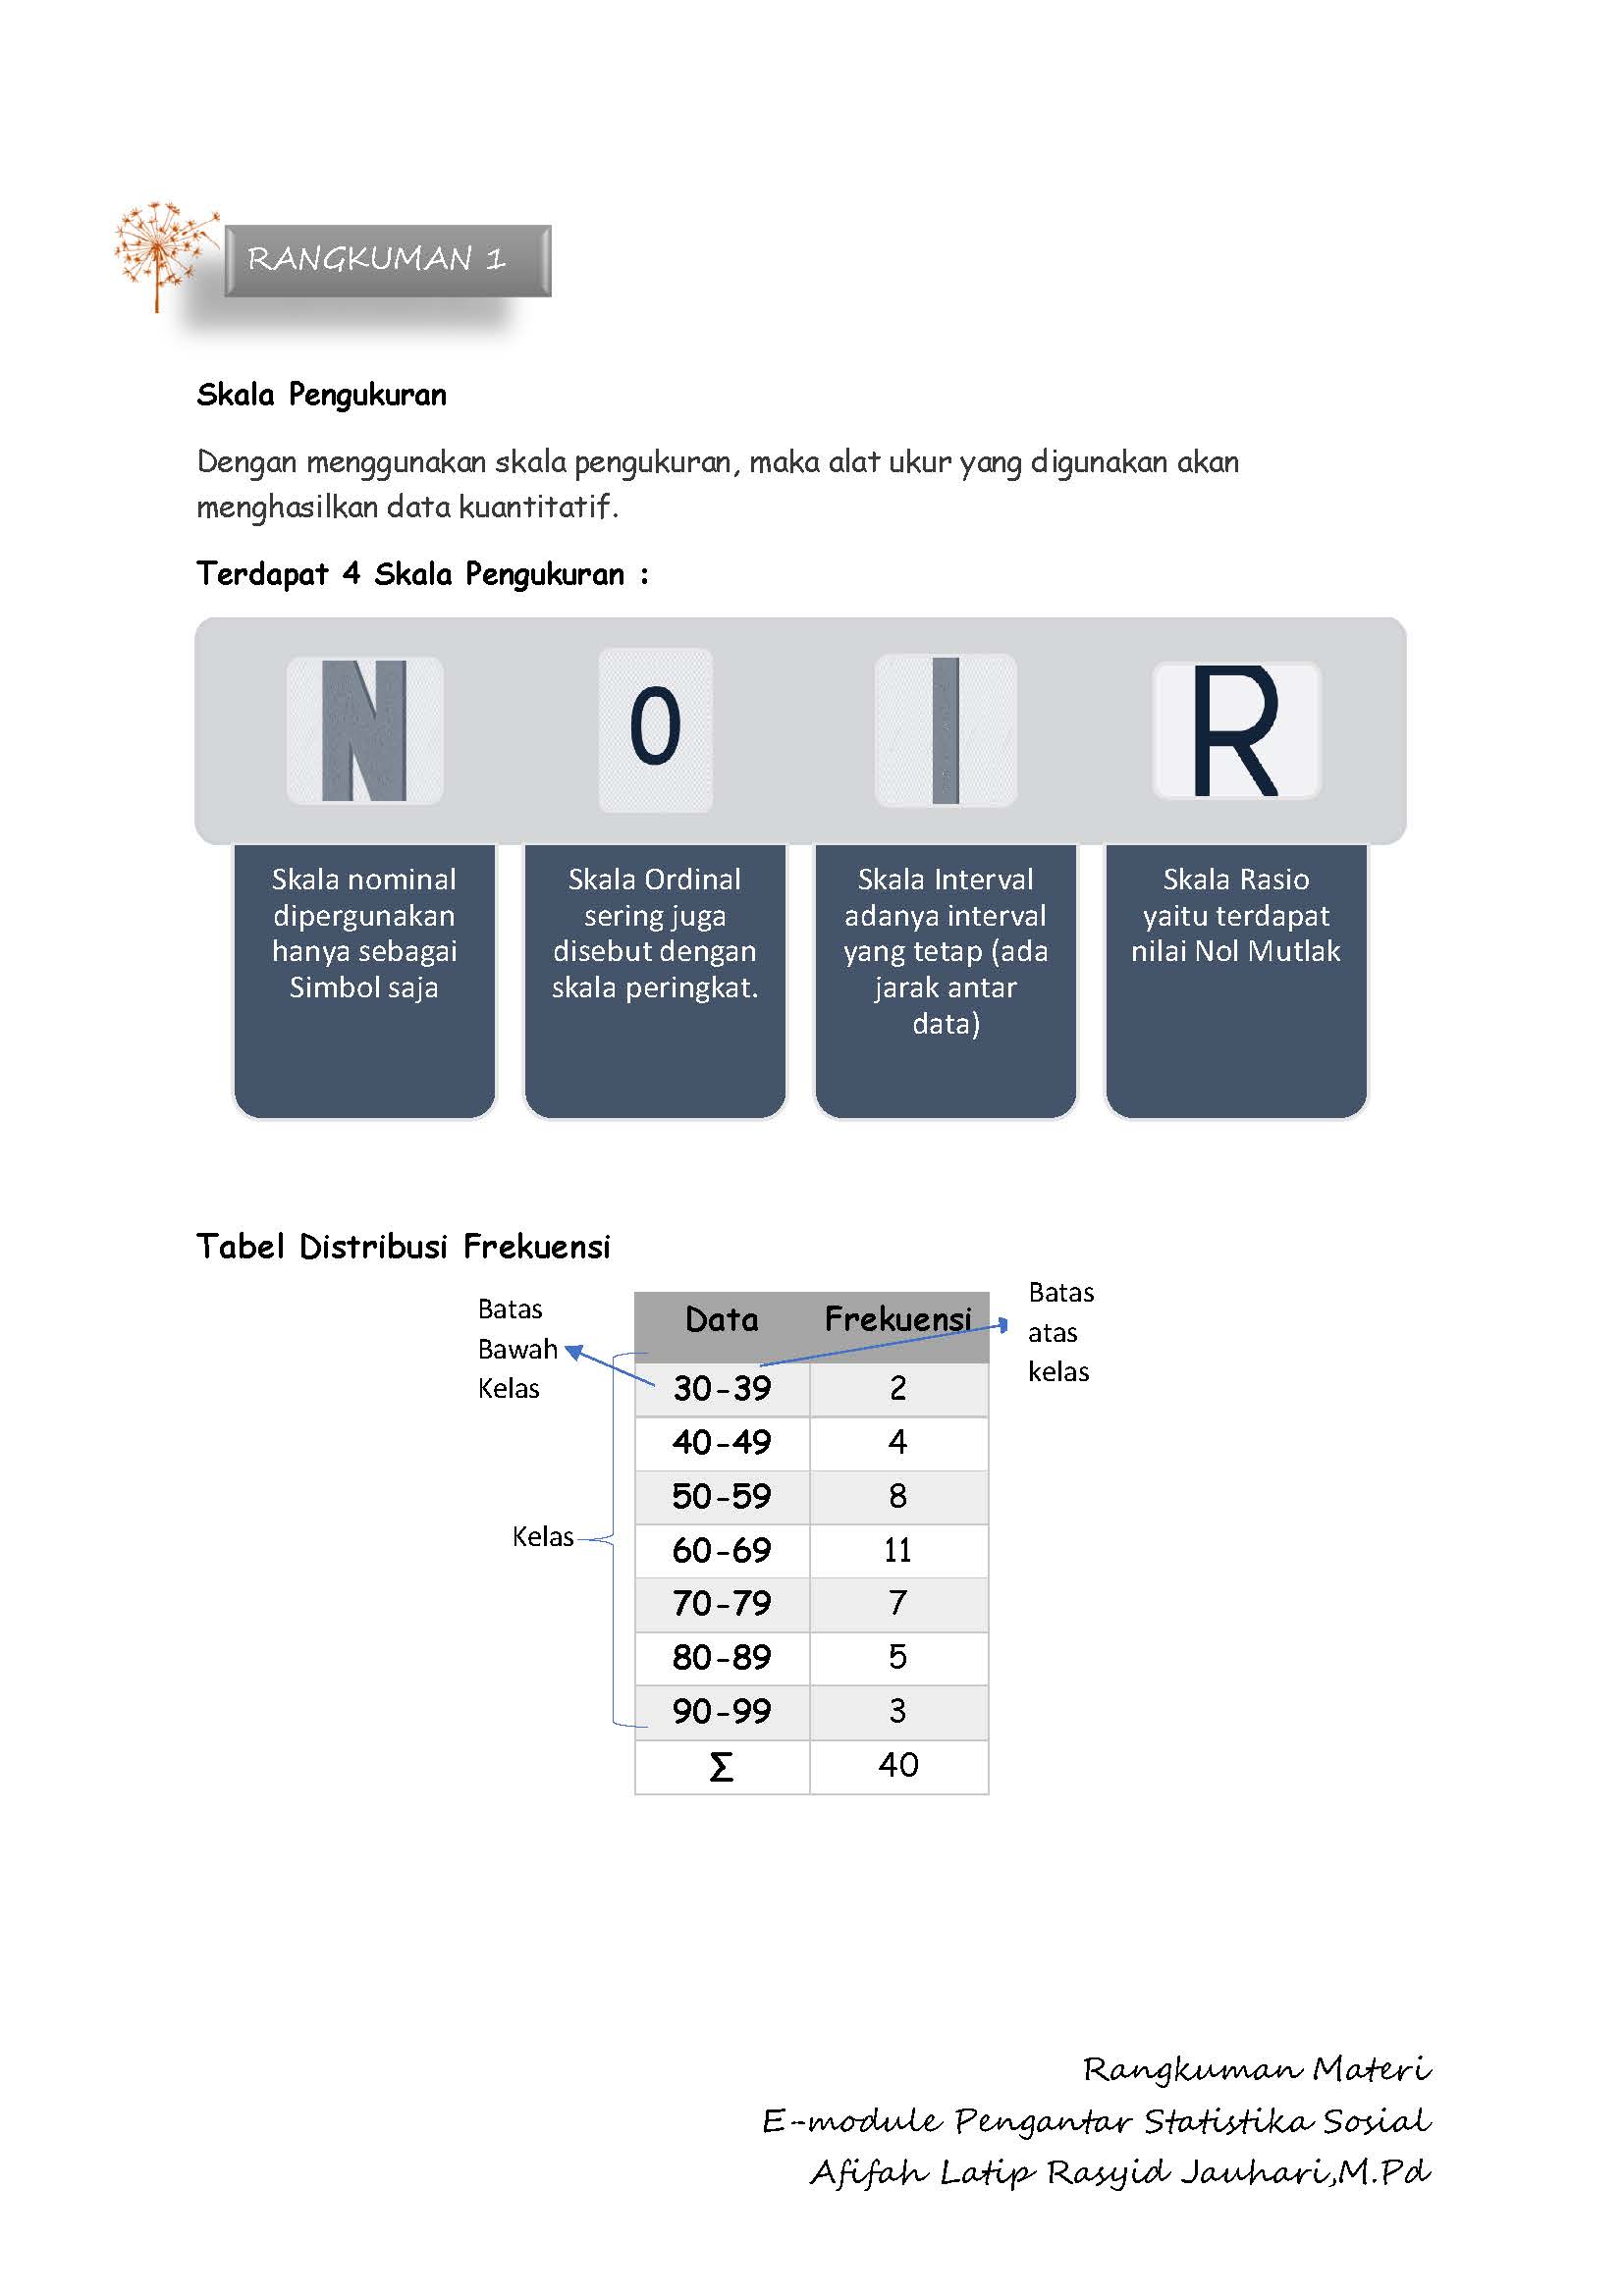 RANGKUMAN 1
Skala Pengukuran
Dengan menggunakan skala pengukuran, maka alat ukur yang digunakan akan
menghasilkan data kuantitatif.
Terdapat 4 Skala Pengukuran :
N O I R
Skala nominal
dipergunakan
hanya sebagai
Simbol saja
Skala Ordinal
sering juga
disebut dengan
skala peringkat.
Skala Interval
adanya interval
yang tetap (ada
jarak antar
data)
Skala Rasio
yaitu terdapat
nilai Nol Mutlak
Tabel Distribusi Frekuensi
Batas
Bawah
Kelas
Batas
atas
kelas
Kelas
Data Frekuensi
30-39 2
40-49 4
50-59 8
60-69 11
70-79 7
80-89 5
90-99 3
Σ 40
Rangkuman Materi
E-module Pengantar Statistika Sosial
Afifah Latip Rasyid Jauhari,M.Pd